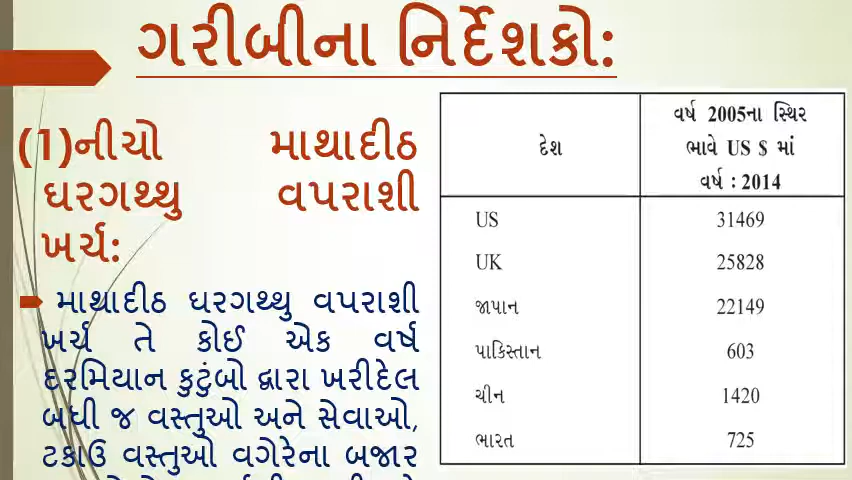 ગરીબીના નિર્દેશકો:
(1)નીચો માથાદીઠ
ઘરગથ્થુ વપરાશી
ખર્ચ:
માથાદીઠ ઘરગથ્થુ વપરાશી
ખર્ચ તે કોઈ એક વર્ષ
દરમિયાન કુટુંબો દ્વારા ખરીદેલ
બધી જ વસ્તુઓ અને સેવાઓ,
ટકાઉ વસ્તુઓ વગેરેના બજાર
દેશ વર્ષ 2005ના સ્થિર
ભાવે US $ માં
વર્ષ : 2014
US 31469
UK 25828
જાપાન 22149
પાકિસ્તાન 603
ચીન 1420
ભારત 725